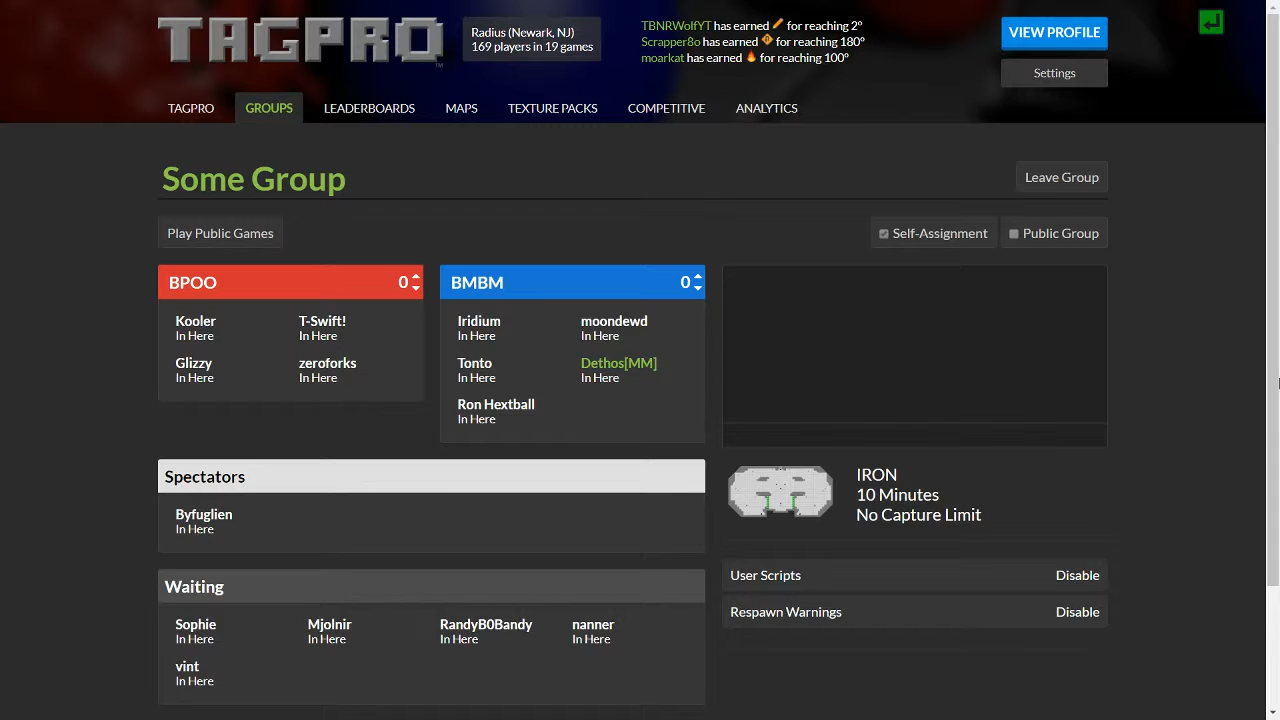 TAGPRO
TM
Radius (Newark, NJ)
169 players in 19 games
TBNRWolfYT has earned for reaching 2°
Scrapper8o has earned for reaching 180°
moarkat has earned for reaching 100°
VIEW PROFILE
Settings
TAGPRO GROUPS LEADERBOARDS MAPS TEXTURE PACKS COMPETITIVE ANALYTICS
Some Group
Leave Group
Play Public Games
Self-Assignment
Public Group
BPOO 0
Kooler T-Swift!
In Here In Here
Glizzy zeroforks
In Here In Here
BMBM 0
Iridium moondewd
In Here In Here
Tonto Dethos[MM]
In Here In Here
Ron Hextball
In Here
Spectators
Byfuglien
In Here
Waiting
Sophie Mjolnir RandyB0Bandy nanner
In Here In Here In Here In Here
vint
In Here
IRON
10 Minutes
No Capture Limit
User Scripts Disable
Respawn Warnings Disable